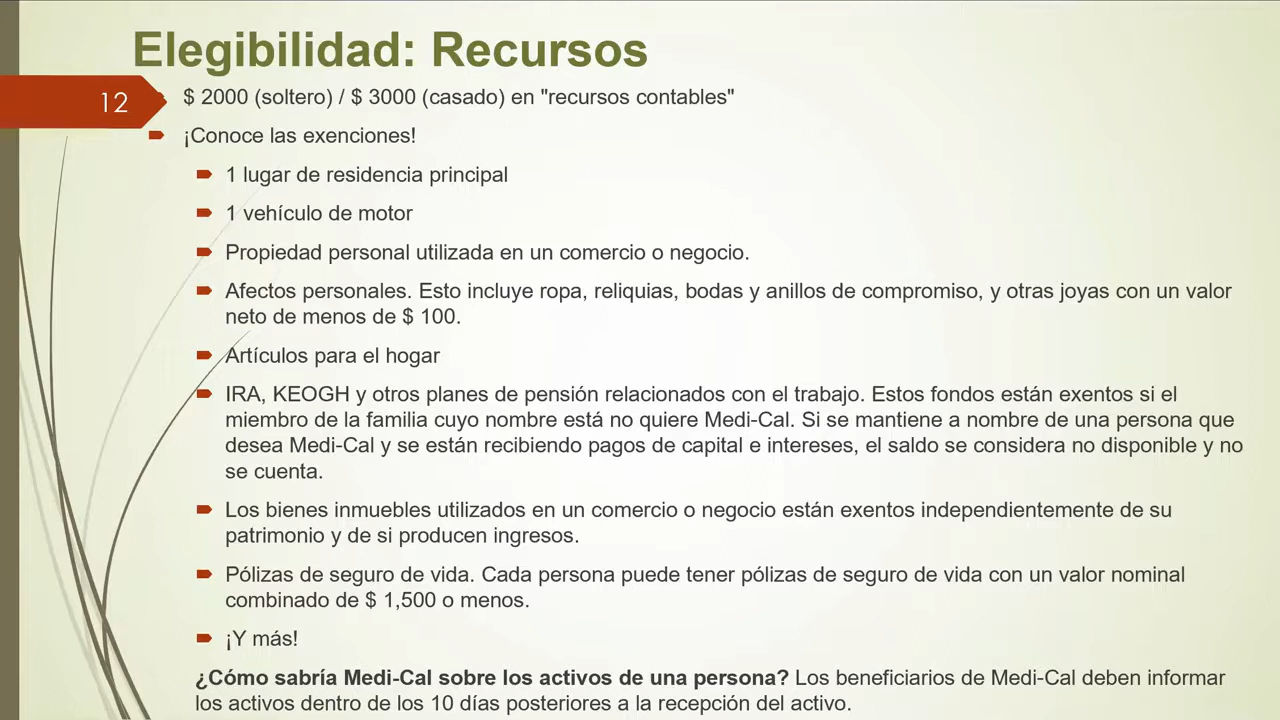 Elegibilidad: Recursos
12
$ 2000 (soltero) / $ 3000 (casado) en "recursos contables"
¡Conoce las exenciones!
1 lugar de residencia principal
1 vehículo de motor
Propiedad personal utilizada en un comercio o negocio.
Afectos personales. Esto incluye ropa, reliquias, bodas y anillos de compromiso, y otras joyas con un valor
neto de menos de $ 100.
Artículos para el hogar
IRA, KEOGH y otros planes de pensión relacionados con el trabajo. Estos fondos están exentos si el
miembro de la familia cuyo nombre está no quiere Medi-Cal. Si se mantiene a nombre de una persona que
desea Medi-Cal y se están recibiendo pagos de capital e intereses, el saldo se considera no disponible y no
se cuenta.
Los bienes inmuebles utilizados en un comercio o negocio están exentos independientemente de su
patrimonio y de si producen ingresos.
Pólizas de seguro de vida. Cada persona puede tener pólizas de seguro de vida con un valor nominal
combinado de $ 1,500 o menos.
¡Y más!
¿Cómo sabría Medi-Cal sobre los activos de una persona? Los beneficiarios de Medi-Cal deben informar
los activos dentro de los 10 días posteriores a la recepción del activo.